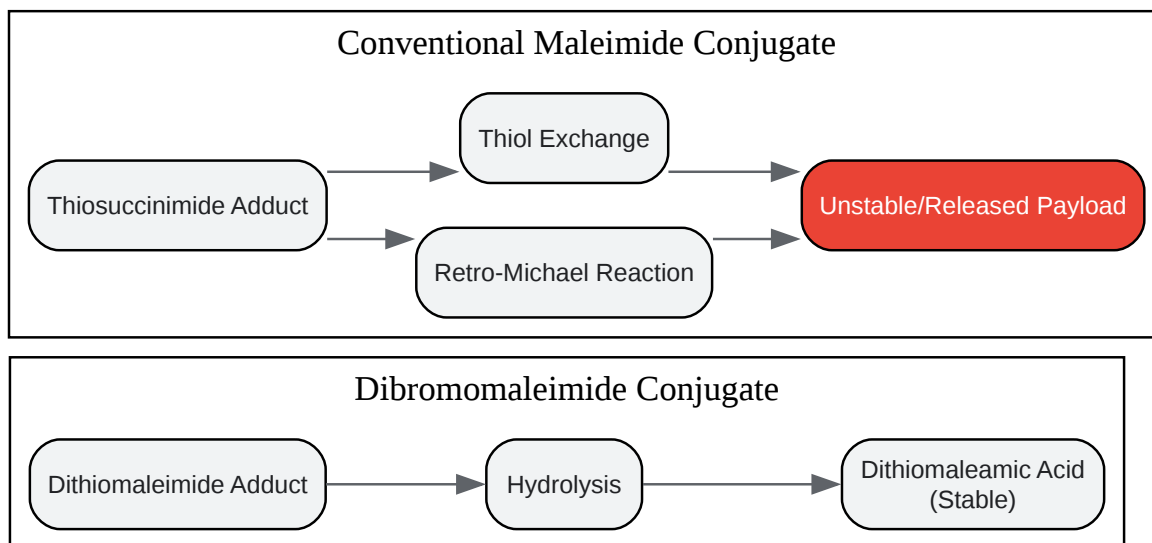 Conventional Maleimide Conjugate
Thiol Exchange
Thiosuccinimide Adduct
Unstable/Released Payload
Retro-Michael Reaction
Dibromomaleimide Conjugate
Dithiomaleimide Adduct
Hydrolysis
Dithiomaleamic Acid
(Stable)